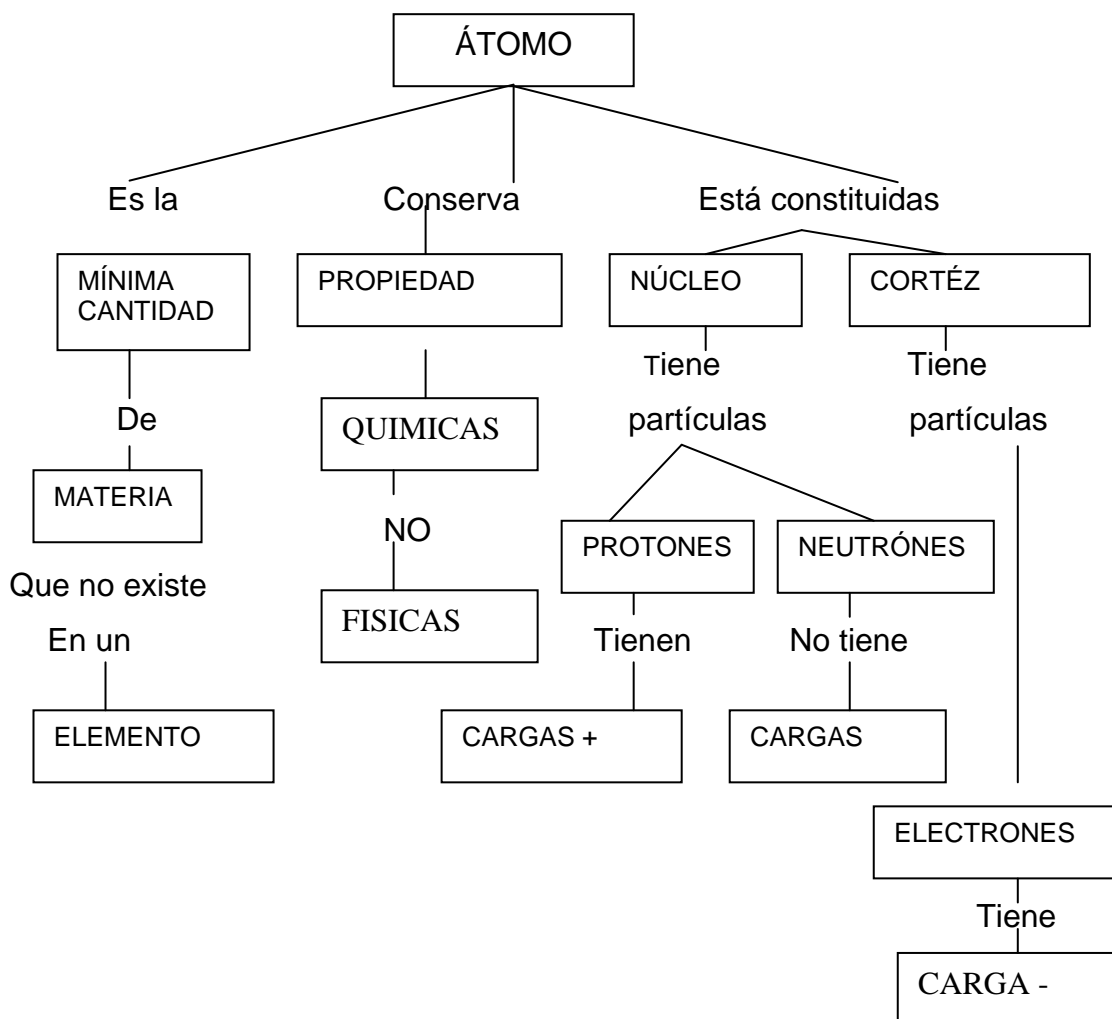 ÁTOMO
Es la
Conserva
Está constituidas
MÍNIMA
CANTIDAD
PROPIEDAD
NÚCLEO
CORTÉZ
Tiene
Tiene
De
QUIMICAS
partículas
partículas
MATERIA
NO
PROTONES
NEUTRÓNES
Que no existe
FISICAS
En un
Tienen
No tiene
ELEMENTO
CARGAS +
CARGAS
ELECTRONES
Tiene
CARGA -